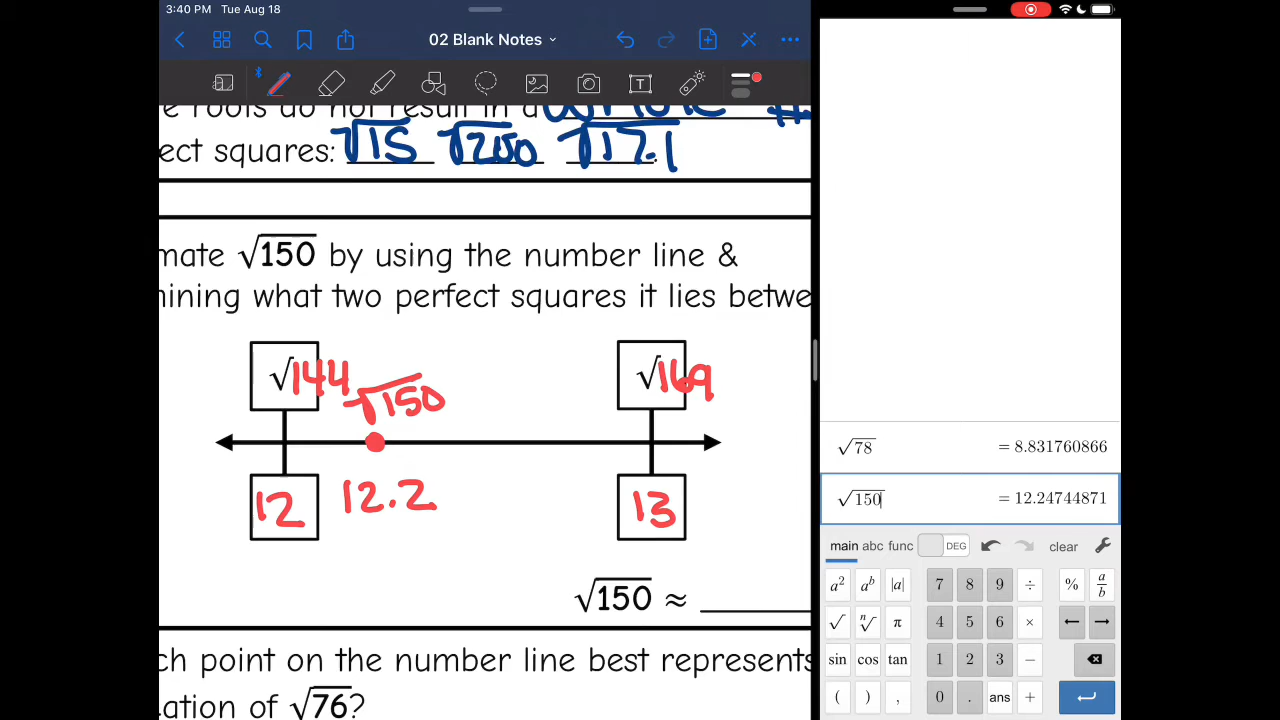 3:40 PM Tue Aug 18
02 Blank Notes
e roots do not result in a
ect squares: √15 √250 √17.1
mate √150 by using the number line &
ining what two perfect squares it lies betwe
√144 √150 √169
12 12.2 13
√150 ≈
ch point on the number line best represents
ation of √76?
√78 = 8.831760866
√150 = 12.24744871
main abc func DEG clear
a² aᵇ |a| 7 8 9 ÷ % a/b
√ ⁿ√ π 4 5 6 × ← →
sin cos tan 1 2 3 −
( ) , 0 . ans +